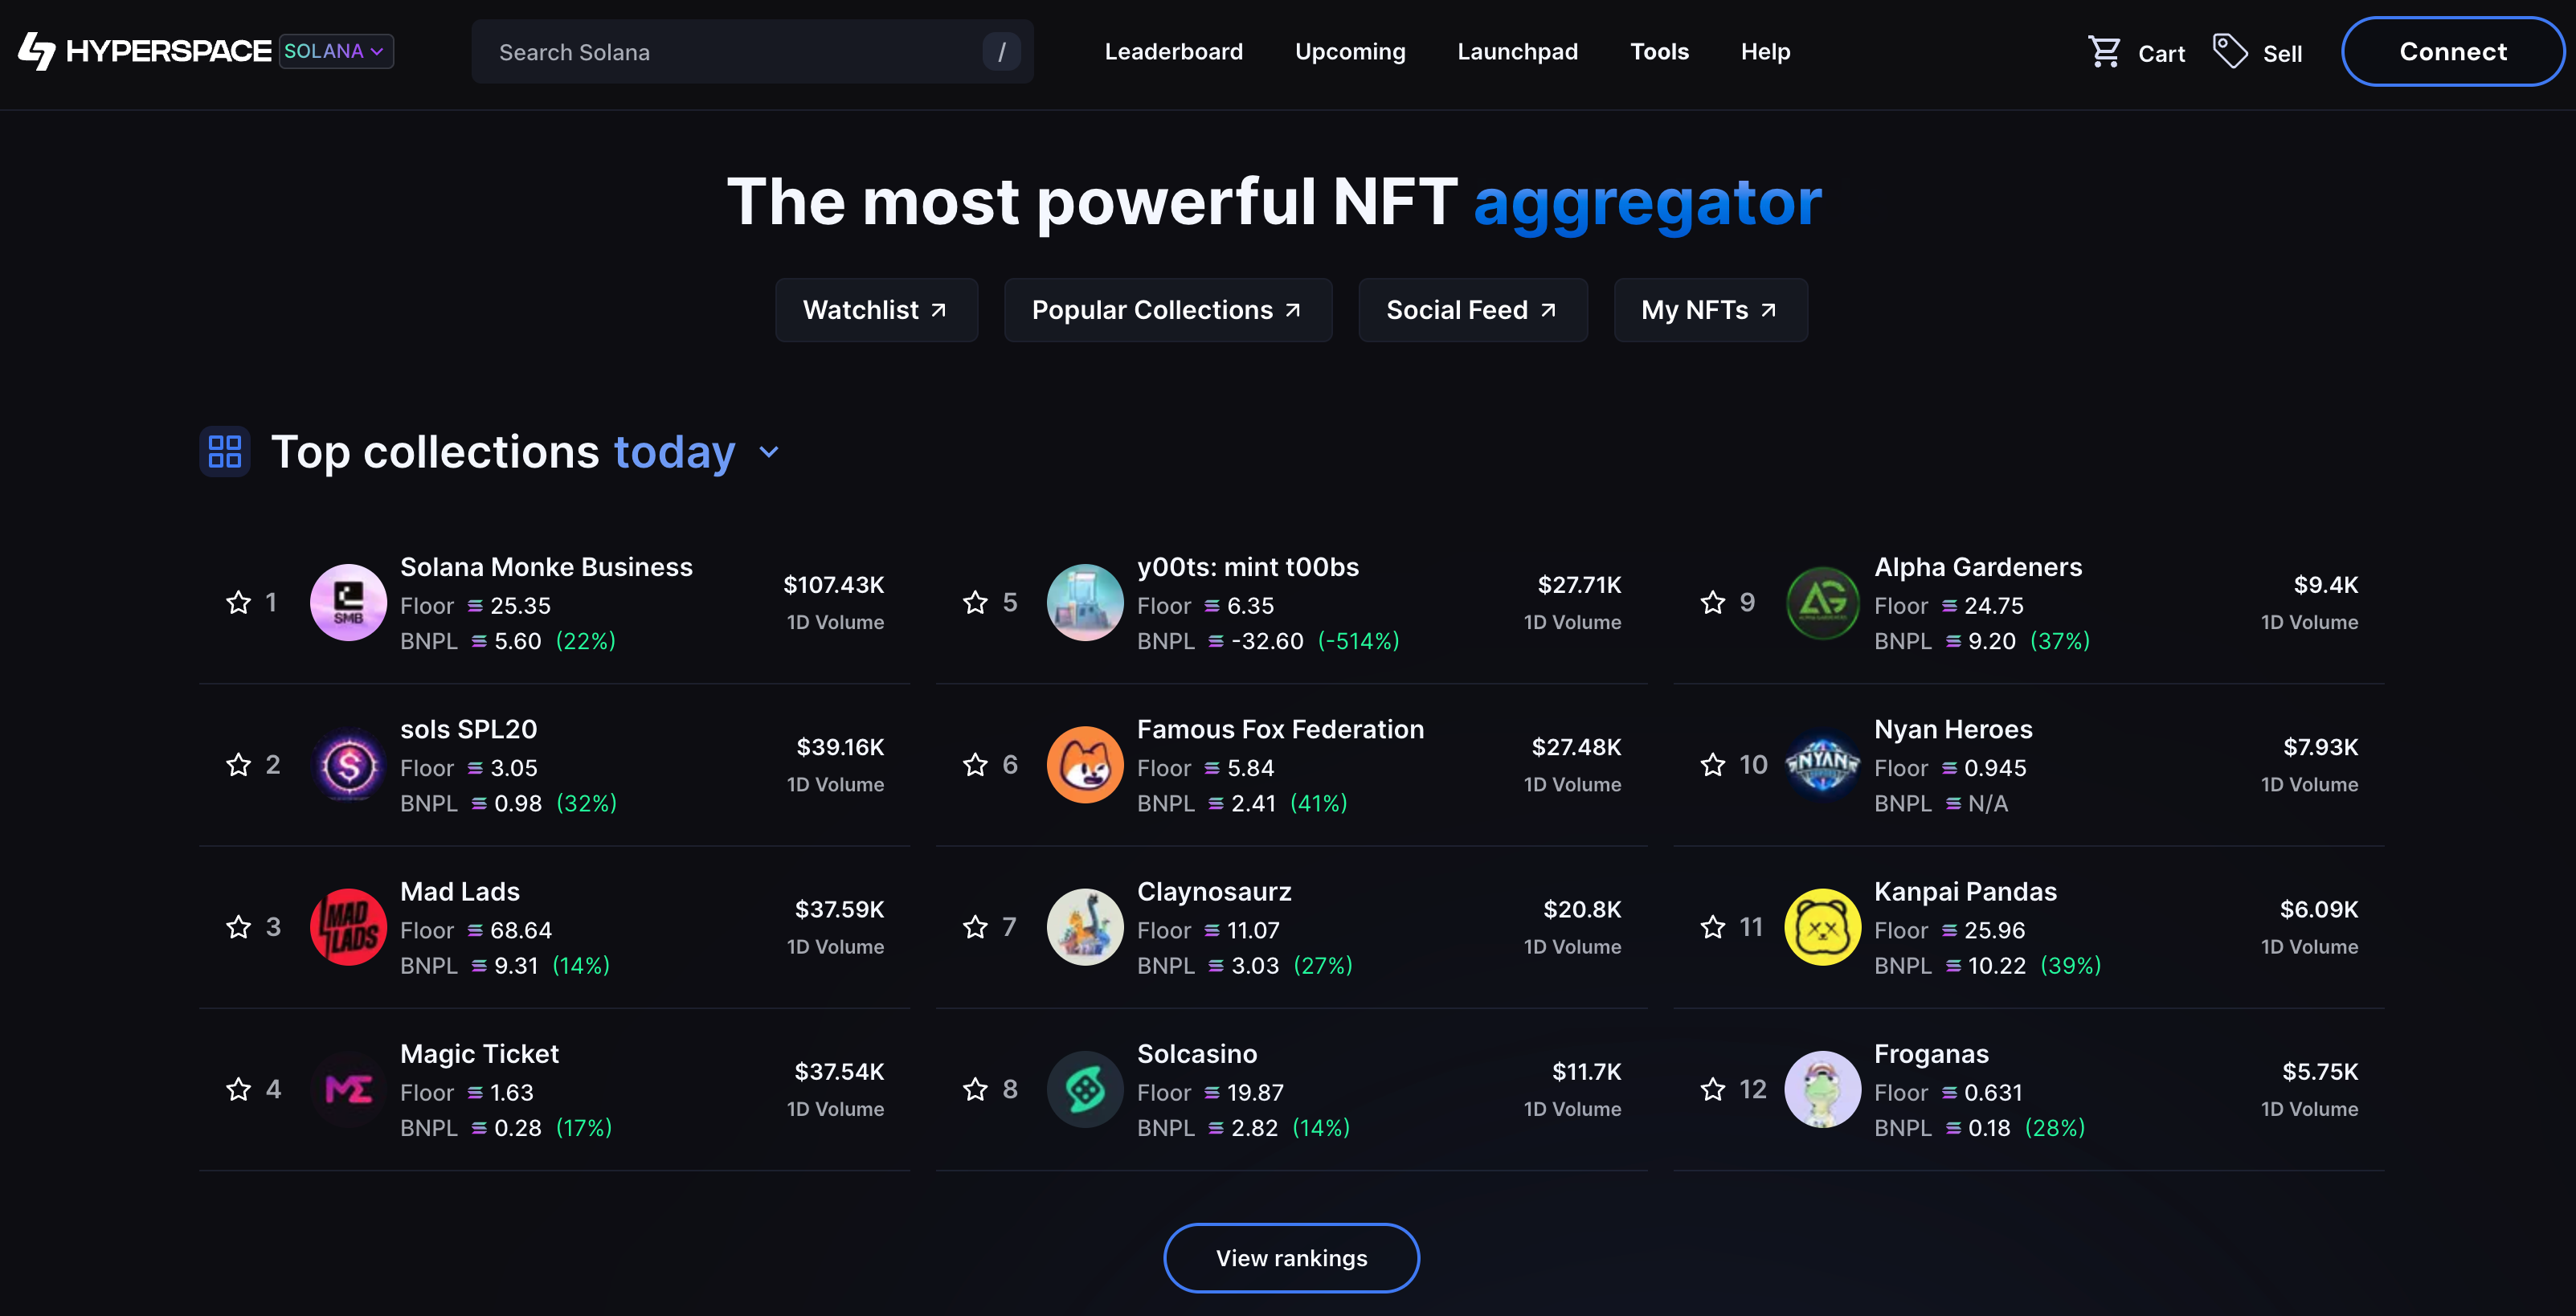 HYPERSPACE SOLANA
Search Solana /
Leaderboard Upcoming Launchpad Tools Help
Cart Sell Connect
The most powerful NFT aggregator
Watchlist Popular Collections Social Feed My NFTs
Top collections today
1 SMB Solana Monke Business
Floor 25.35
BNPL 5.60 (22%)
$107.43K
1D Volume
2 sols SPL20
Floor 3.05
BNPL 0.98 (32%)
$39.16K
1D Volume
3 MAD LADS Mad Lads
Floor 68.64
BNPL 9.31 (14%)
$37.59K
1D Volume
4 ME Magic Ticket
Floor 1.63
BNPL 0.28 (17%)
$37.54K
1D Volume
5 y00ts: mint t00bs
Floor 6.35
BNPL -32.60 (-514%)
$27.71K
1D Volume
6 Famous Fox Federation
Floor 5.84
BNPL 2.41 (41%)
$27.48K
1D Volume
7 Claynosaurz
Floor 11.07
BNPL 3.03 (27%)
$20.8K
1D Volume
8 Solcasino
Floor 19.87
BNPL 2.82 (14%)
$11.7K
1D Volume
9 AG Alpha Gardeners
Floor 24.75
BNPL 9.20 (37%)
$9.4K
1D Volume
10 NYAN Nyan Heroes
Floor 0.945
BNPL N/A
$7.93K
1D Volume
11 Kanpai Pandas
Floor 25.96
BNPL 10.22 (39%)
$6.09K
1D Volume
12 Froganas
Floor 0.631
BNPL 0.18 (28%)
$5.75K
1D Volume
View rankings